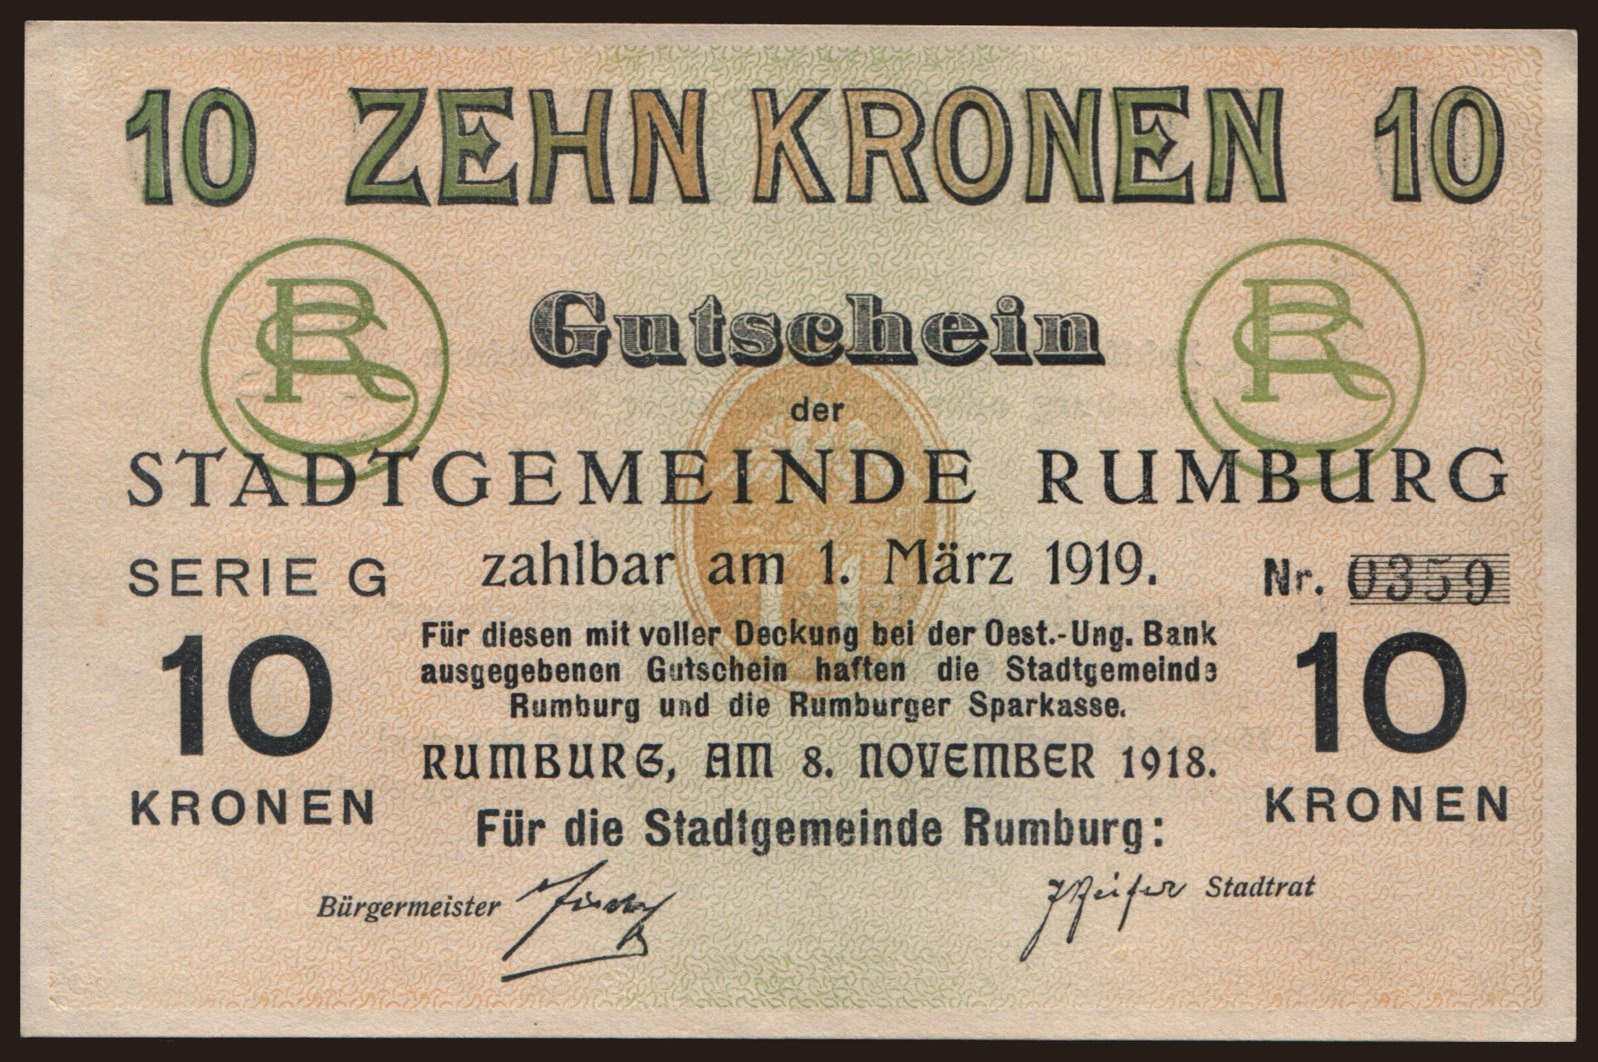 10 ZEHN KRONEN 10
RS RS
Gutschein
der
STADTGEMEINDE RUMBURG
SERIE G zahlbar am 1. März 1919. Nr. 0359
Für diesen mit voller Deckung bei der Oest.-Ung. Bank
ausgegebenen Gutschein haften die Stadtgemeinde
Rumburg und die Rumburger Sparkasse.
10 KRONEN
10 KRONEN
RUMBURG, AM 8. NOVEMBER 1918.
Für die Stadtgemeinde Rumburg:
Bürgermeister
Stadtrat